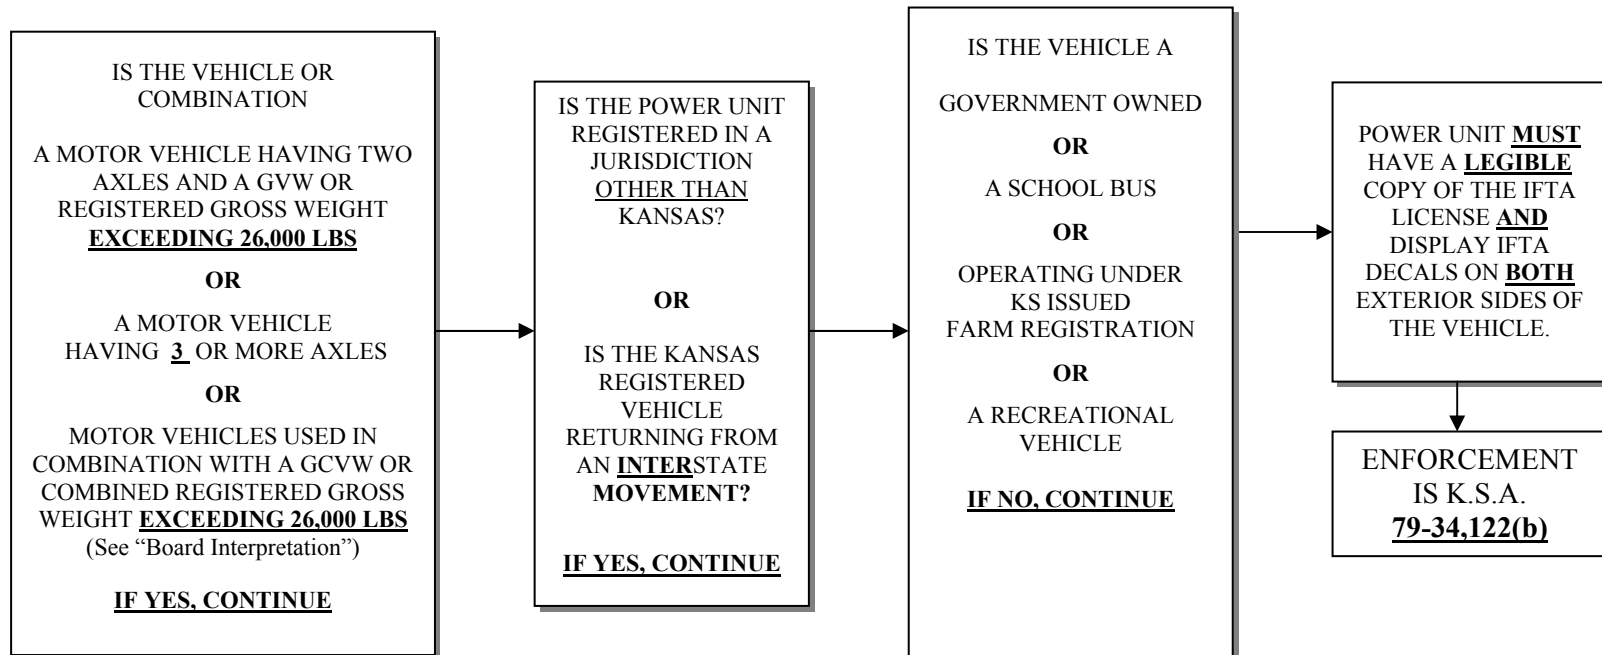 IS THE VEHICLE OR
COMBINATION
A MOTOR VEHICLE HAVING TWO
AXLES AND A GVW OR
REGISTERED GROSS WEIGHT
EXCEEDING 26,000 LBS
OR
A MOTOR VEHICLE
HAVING 3 OR MORE AXLES
OR
MOTOR VEHICLES USED IN
COMBINATION WITH A GCVW OR
COMBINED REGISTERED GROSS
WEIGHT EXCEEDING 26,000 LBS
(See “Board Interpretation”)
IF YES, CONTINUE
IS THE POWER UNIT
REGISTERED IN A
JURISDICTION
OTHER THAN
KANSAS?
OR
IS THE KANSAS
REGISTERED
VEHICLE
RETURNING FROM
AN INTERSTATE
MOVEMENT?
IF YES, CONTINUE
IS THE VEHICLE A
GOVERNMENT OWNED
OR
A SCHOOL BUS
OR
OPERATING UNDER
KS ISSUED
FARM REGISTRATION
OR
A RECREATIONAL
VEHICLE
IF NO, CONTINUE
POWER UNIT MUST
HAVE A LEGIBLE
COPY OF THE IFTA
LICENSE AND
DISPLAY IFTA
DECALS ON BOTH
EXTERIOR SIDES OF
THE VEHICLE.
ENFORCEMENT
IS K.S.A.
79-34,122(b)